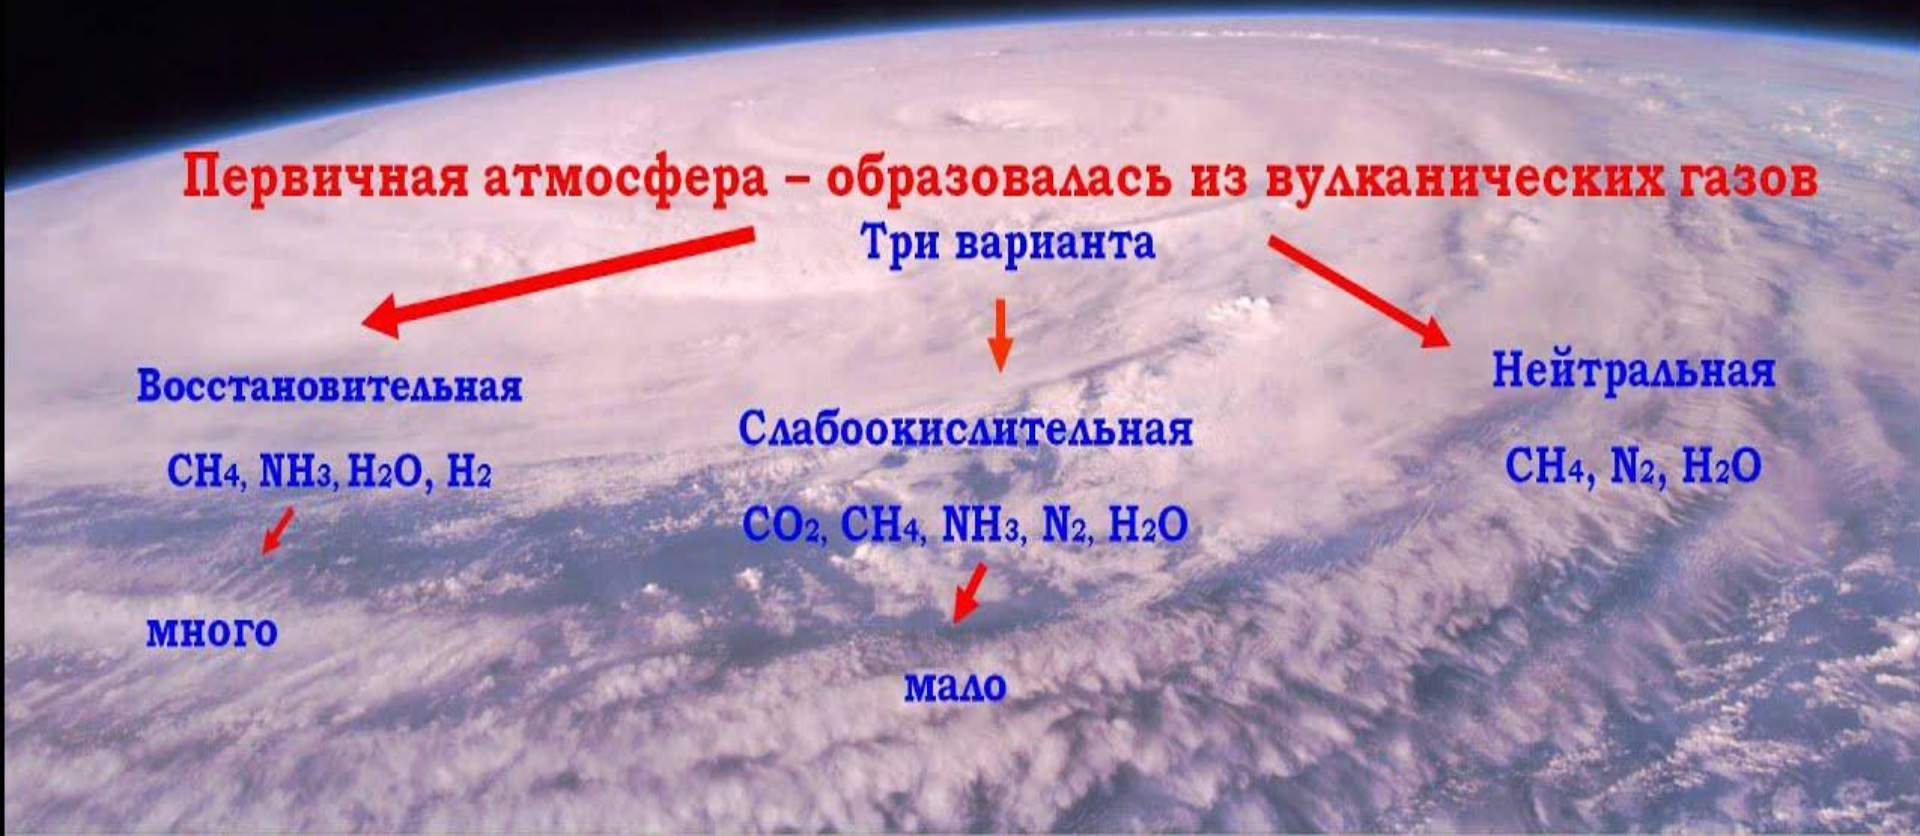 Первичная атмосфера – образовалась из вулканических газов
Три варианта
Восстановительная
CH4, NH3, H2O, H2
много
Слабоокислительная
CO2, CH4, NH3, N2, H2O
мало
Нейтральная
CH4, N2, H2O